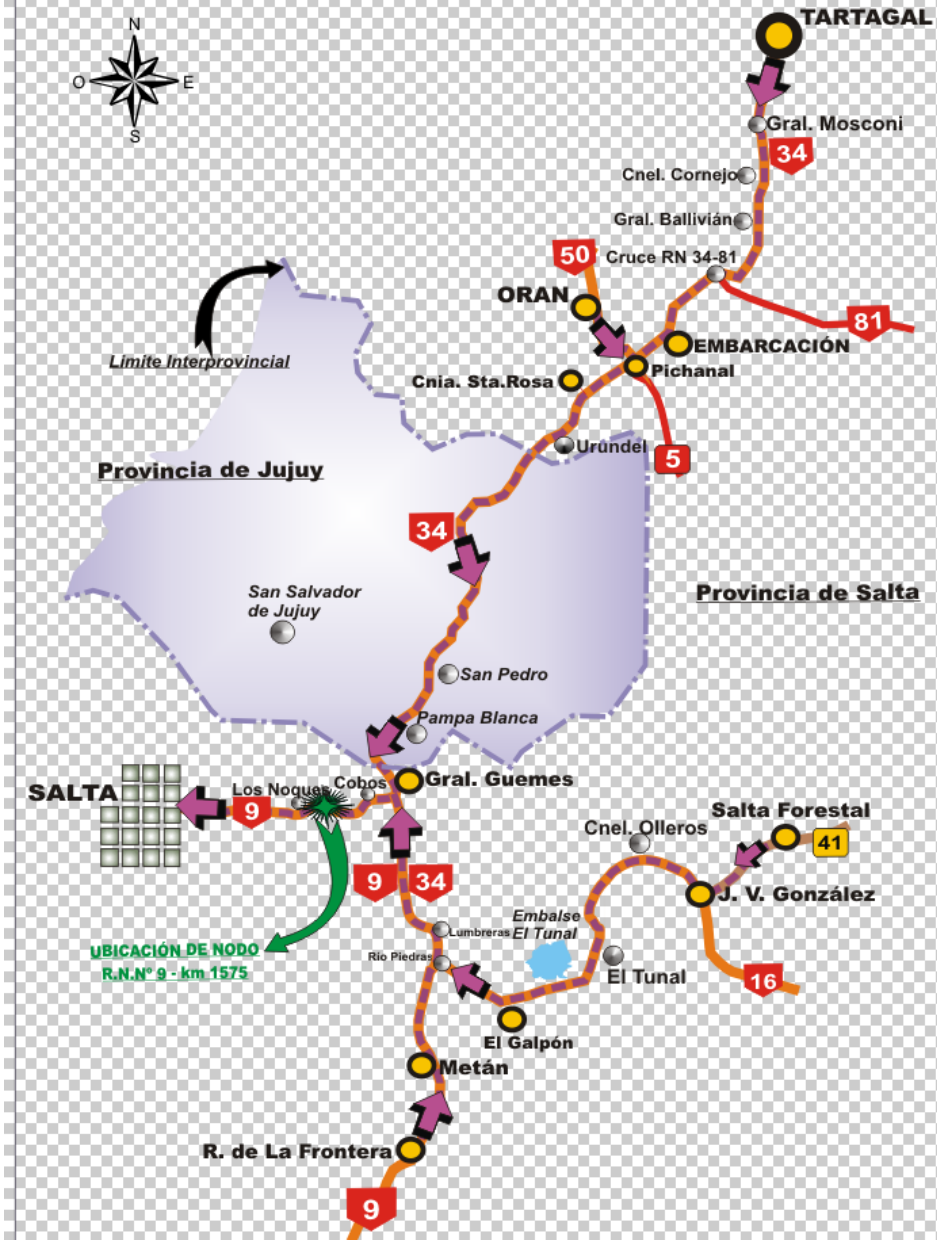 TARTAGAL
N
O
E
S
Gral. Mosconi
34
Cnel. Cornejo
Gral. Ballivián
50
Cruce RN 34-81
ORAN
81
Límite Interprovincial
EMBARCACIÓN
Pichanal
Cnia. Sta.Rosa
Urundel
5
Provincia de Jujuy
34
San Salvador
de Jujuy
Provincia de Salta
San Pedro
Pampa Blanca
Gral. Guemes
Cobos
Los Noques
SALTA
9
Salta Forestal
41
Cnel. Olleros
9
34
J. V. González
Embalse
El Tunal
Lumbreras
UBICACIÓN DE NODO
R.N.Nº 9 - km 1575
Río Piedras
El Tunal
16
El Galpón
Metán
R. de La Frontera
9